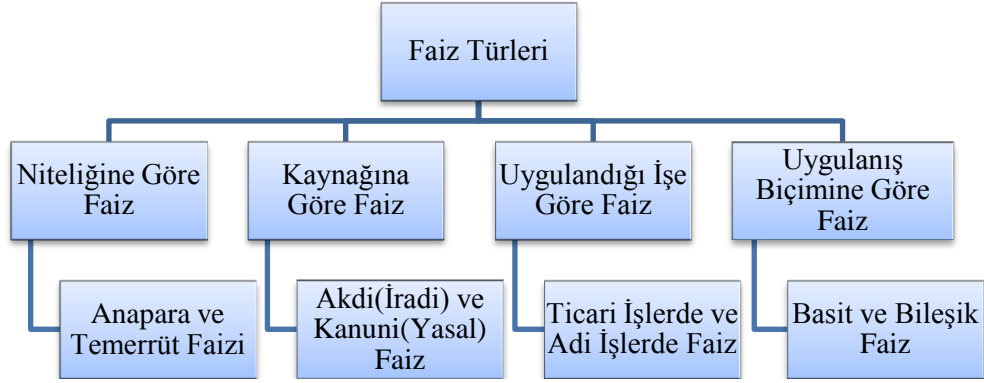 Faiz Türleri
Niteliğine Göre
Faiz
Kaynağına
Göre Faiz
Uygulandığı İşe
Göre Faiz
Uygulanış
Biçimine Göre
Faiz
Anapara ve
Temerrüt Faizi
Akdi(İradi) ve
Kanuni(Yasal)
Faiz
Ticari İşlerde ve
Adi İşlerde Faiz
Basit ve Bileşik
Faiz